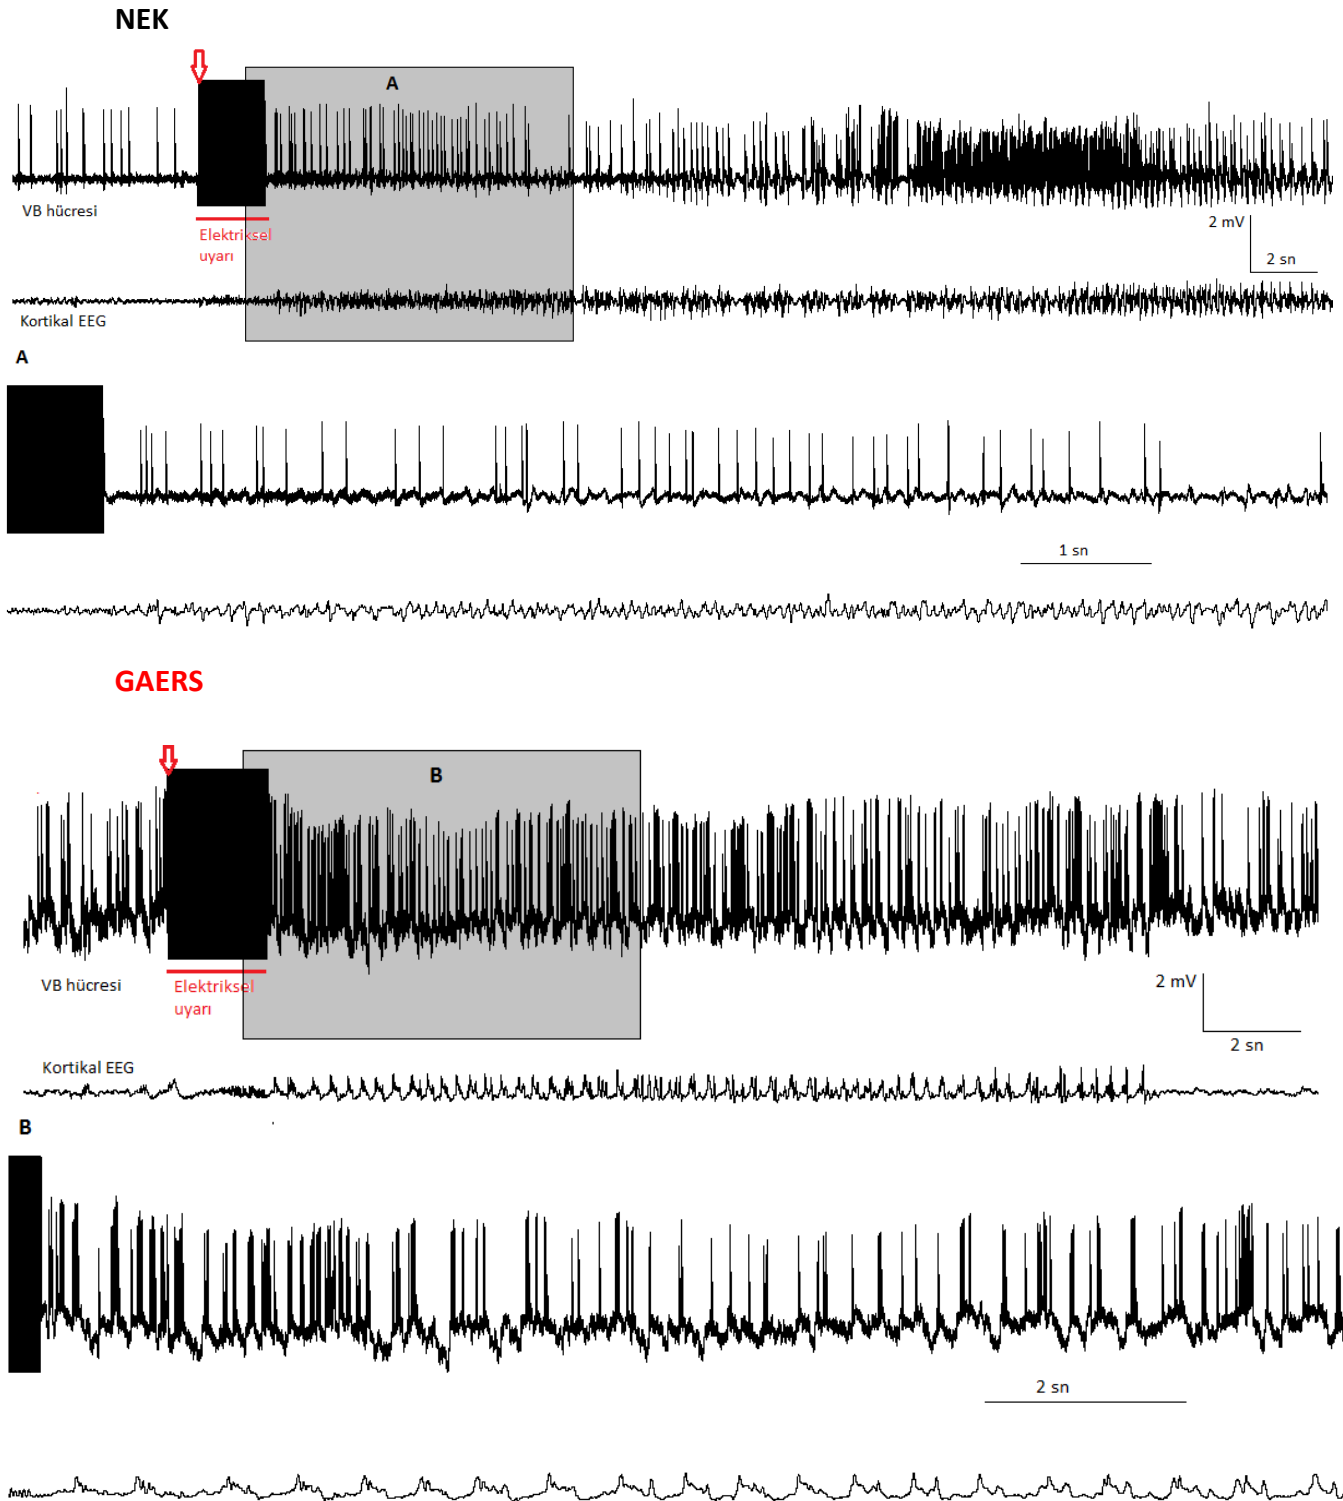 NEK
A
VB hücresi
Elektriksel
uyarı
2 mV
2 sn
Kortikal EEG
A
1 sn
GAERS
B
VB hücresi
Elektriksel
uyarı
2 mV
2 sn
Kortikal EEG
B
2 sn